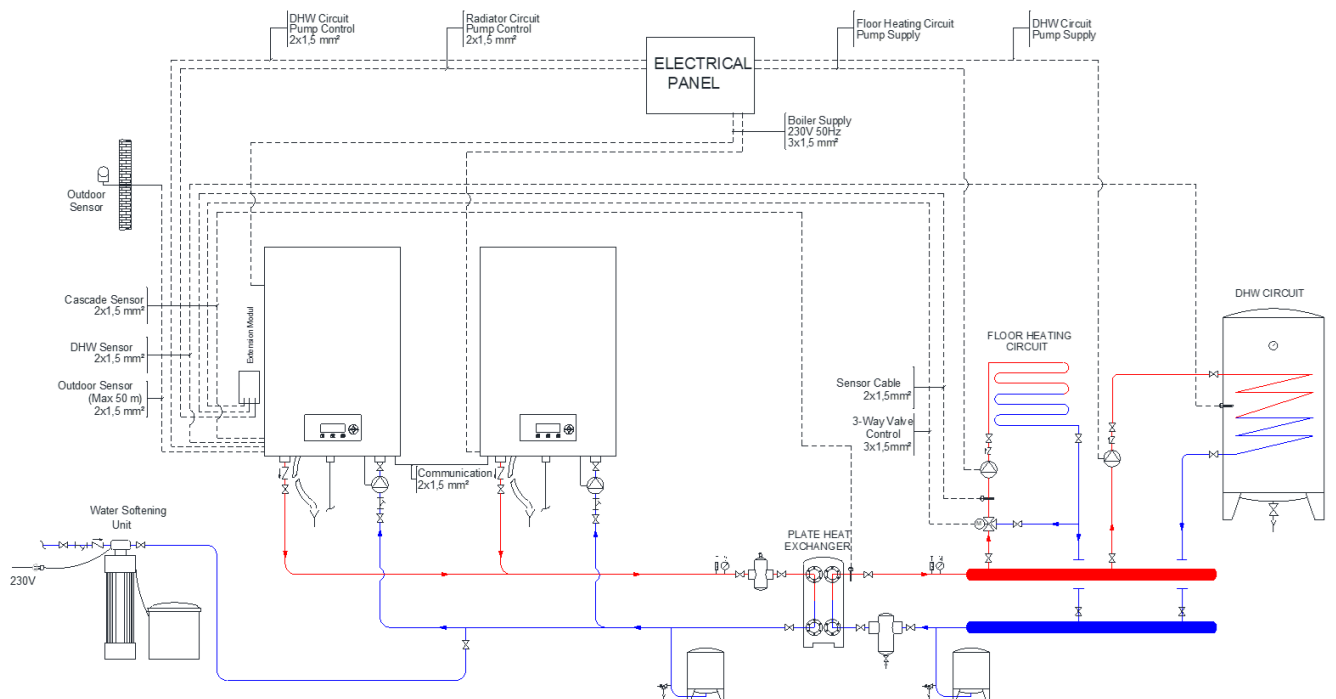 DHW Circuit
Pump Control
2x1,5 mm²
Radiator Circuit
Pump Control
2x1,5 mm²
Floor Heating Circuit
Pump Supply
DHW Circuit
Pump Supply
ELECTRICAL
PANEL
Boiler Supply
230V 50Hz
3x1,5 mm²
Outdoor
Sensor
Cascade Sensor
2x1,5 mm²
DHW Sensor
2x1,5 mm²
Outdoor Sensor
(Max 50 m)
2x1,5 mm²
Extension Modul
Communication
2x1,5 mm²
DHW CIRCUIT
FLOOR HEATING
CIRCUIT
Sensor Cable
2x1,5mm²
3-Way Valve
Control
3x1,5mm²
M
Water Softening
Unit
230V
PLATE HEAT
EXCHANGER